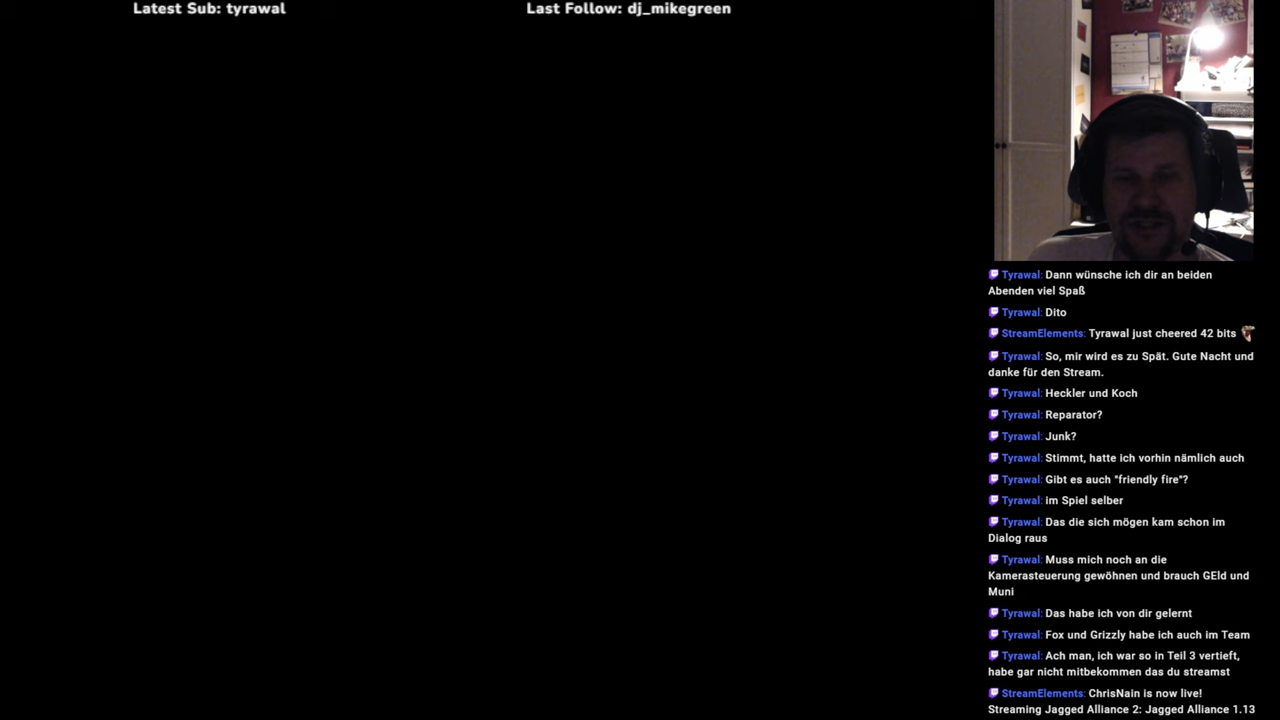 Latest Sub: tyrawal
Last Follow: dj_mikegreen
Tyrawal: Dann wünsche ich dir an beiden
Abenden viel Spaß
Tyrawal: Dito
StreamElements: Tyrawal just cheered 42 bits
Tyrawal: So, mir wird es zu Spät. Gute Nacht und
danke für den Stream.
Tyrawal: Heckler und Koch
Tyrawal: Reparator?
Tyrawal: Junk?
Tyrawal: Stimmt, hatte ich vorhin nämlich auch
Tyrawal: Gibt es auch "friendly fire"?
Tyrawal: im Spiel selber
Tyrawal: Das die sich mögen kam schon im
Dialog raus
Tyrawal: Muss mich noch an die
Kamerasteuerung gewöhnen und brauch GEld und
Muni
Tyrawal: Das habe ich von dir gelernt
Tyrawal: Fox und Grizzly habe ich auch im Team
Tyrawal: Ach man, ich war so in Teil 3 vertieft,
habe gar nicht mitbekommen das du streamst
StreamElements: ChrisNain is now live!
Streaming Jagged Alliance 2: Jagged Alliance 1.13